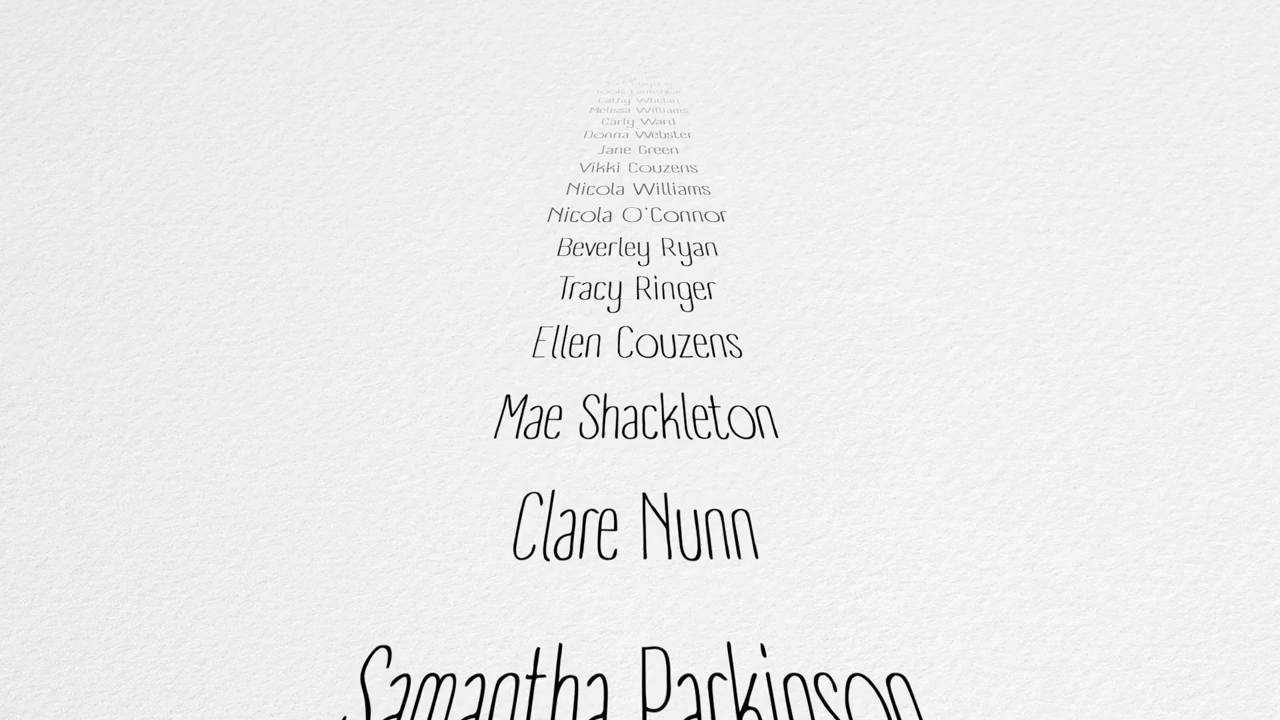 Cathy Whelan
Melissa Williams
Carly Ward
Donna Webster
Jane Green
Vikki Couzens
Nicola Williams
Nicola O'Connor
Beverley Ryan
Tracy Ringer
Ellen Couzens
Mae Shackleton
Clare Nunn
Samantha Parkinson